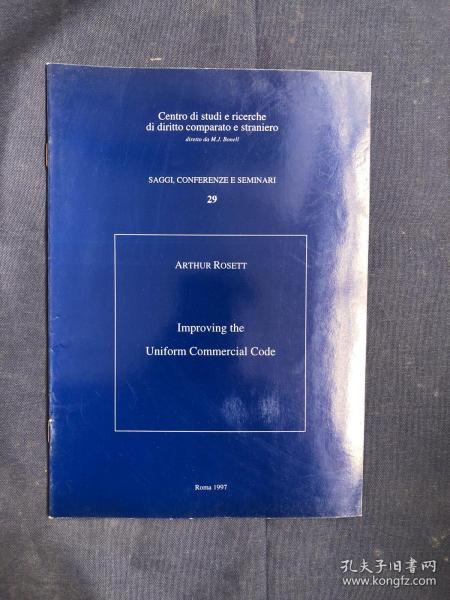 Centro di studi e ricerche
di diritto comparato e straniero
diretto da M.J. Bonell
SAGGI, CONFERENZE E SEMINARI
29
ARTHUR ROSETT
Improving the
Uniform Commercial Code
Roma 1997
孔夫子旧书网
www.kongfz.com